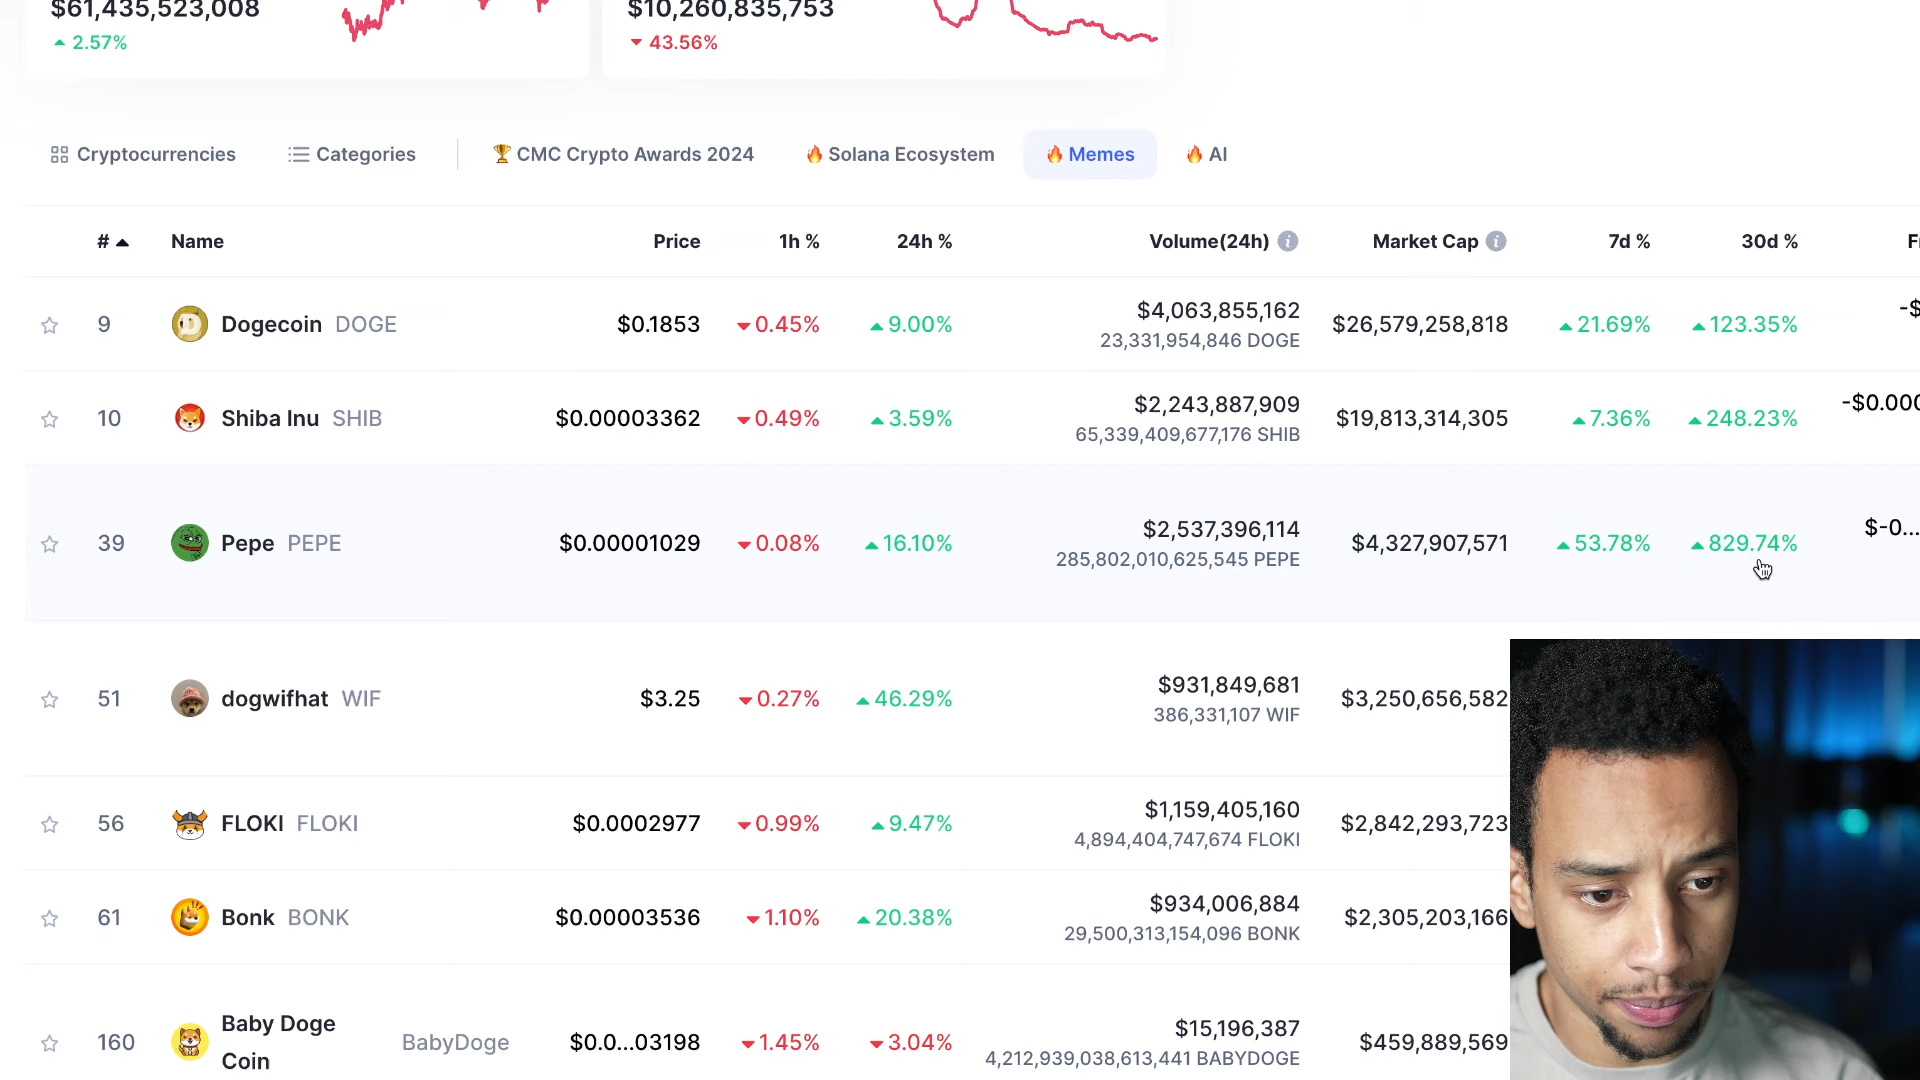 $61,435,523,008 $10,260,835,753
2.57% 43.56%
Cryptocurrencies Categories CMC Crypto Awards 2024 Solana Ecosystem Memes AI
# Name Price 1h % 24h % Volume(24h) Market Cap 7d % 30d %
9 Dogecoin DOGE $0.1853 0.45% 9.00% $4,063,855,162 $26,579,258,818 21.69% 123.35% -$
23,331,954,846 DOGE
10 Shiba Inu SHIB $0.00003362 0.49% 3.59% $2,243,887,909 $19,813,314,305 7.36% 248.23% -$0.000
65,339,409,677,176 SHIB
39 Pepe PEPE $0.00001029 0.08% 16.10% $2,537,396,114 $4,327,907,571 53.78% 829.74% $-0...
285,802,010,625,545 PEPE
51 dogwifhat WIF $3.25 0.27% 46.29% $931,849,681 $3,250,656,582
386,331,107 WIF
56 FLOKI FLOKI $0.0002977 0.99% 9.47% $1,159,405,160 $2,842,293,723
4,894,404,747,674 FLOKI
61 Bonk BONK $0.00003536 1.10% 20.38% $934,006,884 $2,305,203,166
29,500,313,154,096 BONK
160 Baby Doge Coin BabyDoge $0.0...03198 1.45% 3.04% $15,196,387 $459,889,569
4,212,939,038,613,441 BABYDOGE